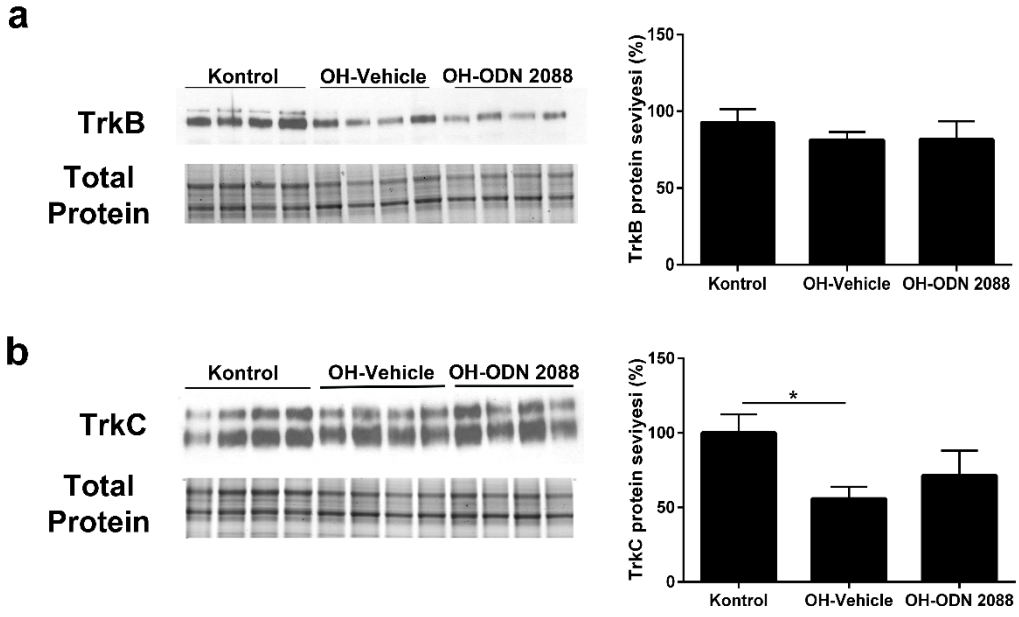 a
Kontrol OH-Vehicle OH-ODN 2088
TrkB
Total
Protein
TrkB protein seviyesi (%)
150
100
50
0
Kontrol OH-Vehicle OH-ODN 2088
b
Kontrol OH-Vehicle OH-ODN 2088
TrkC
Total
Protein
TrkC protein seviyesi (%)
150
100
50
0
*
Kontrol OH-Vehicle OH-ODN 2088